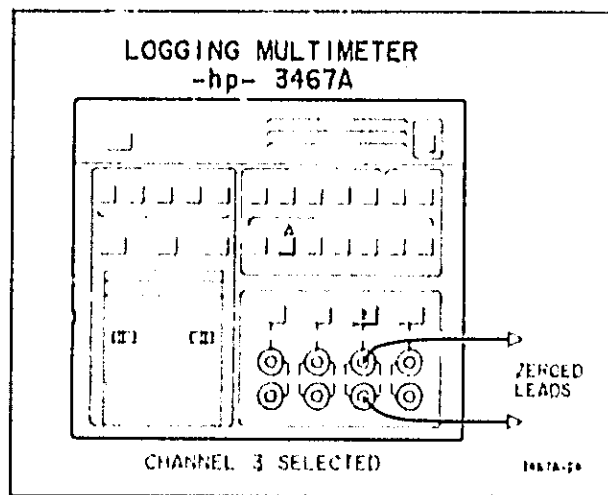 LOGGING MULTIMETER
-hp- 3467A
A
ZEROED
LEADS
CHANNEL 3 SELECTED